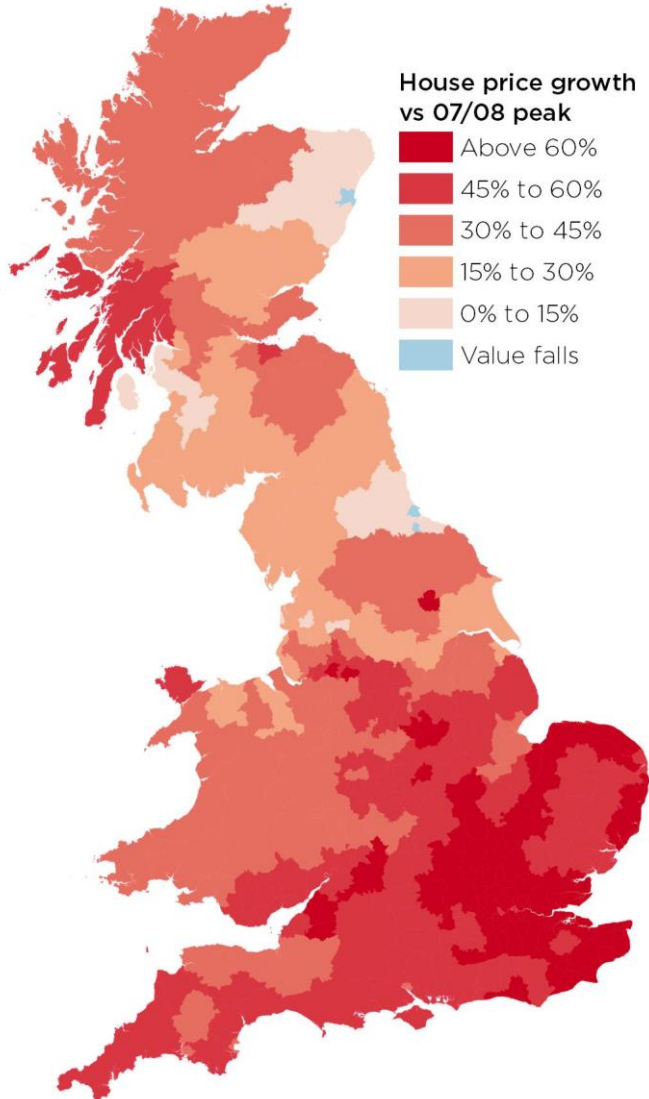 House price growth
vs 07/08 peak
Above 60%
45% to 60%
30% to 45%
15% to 30%
0% to 15%
Value falls